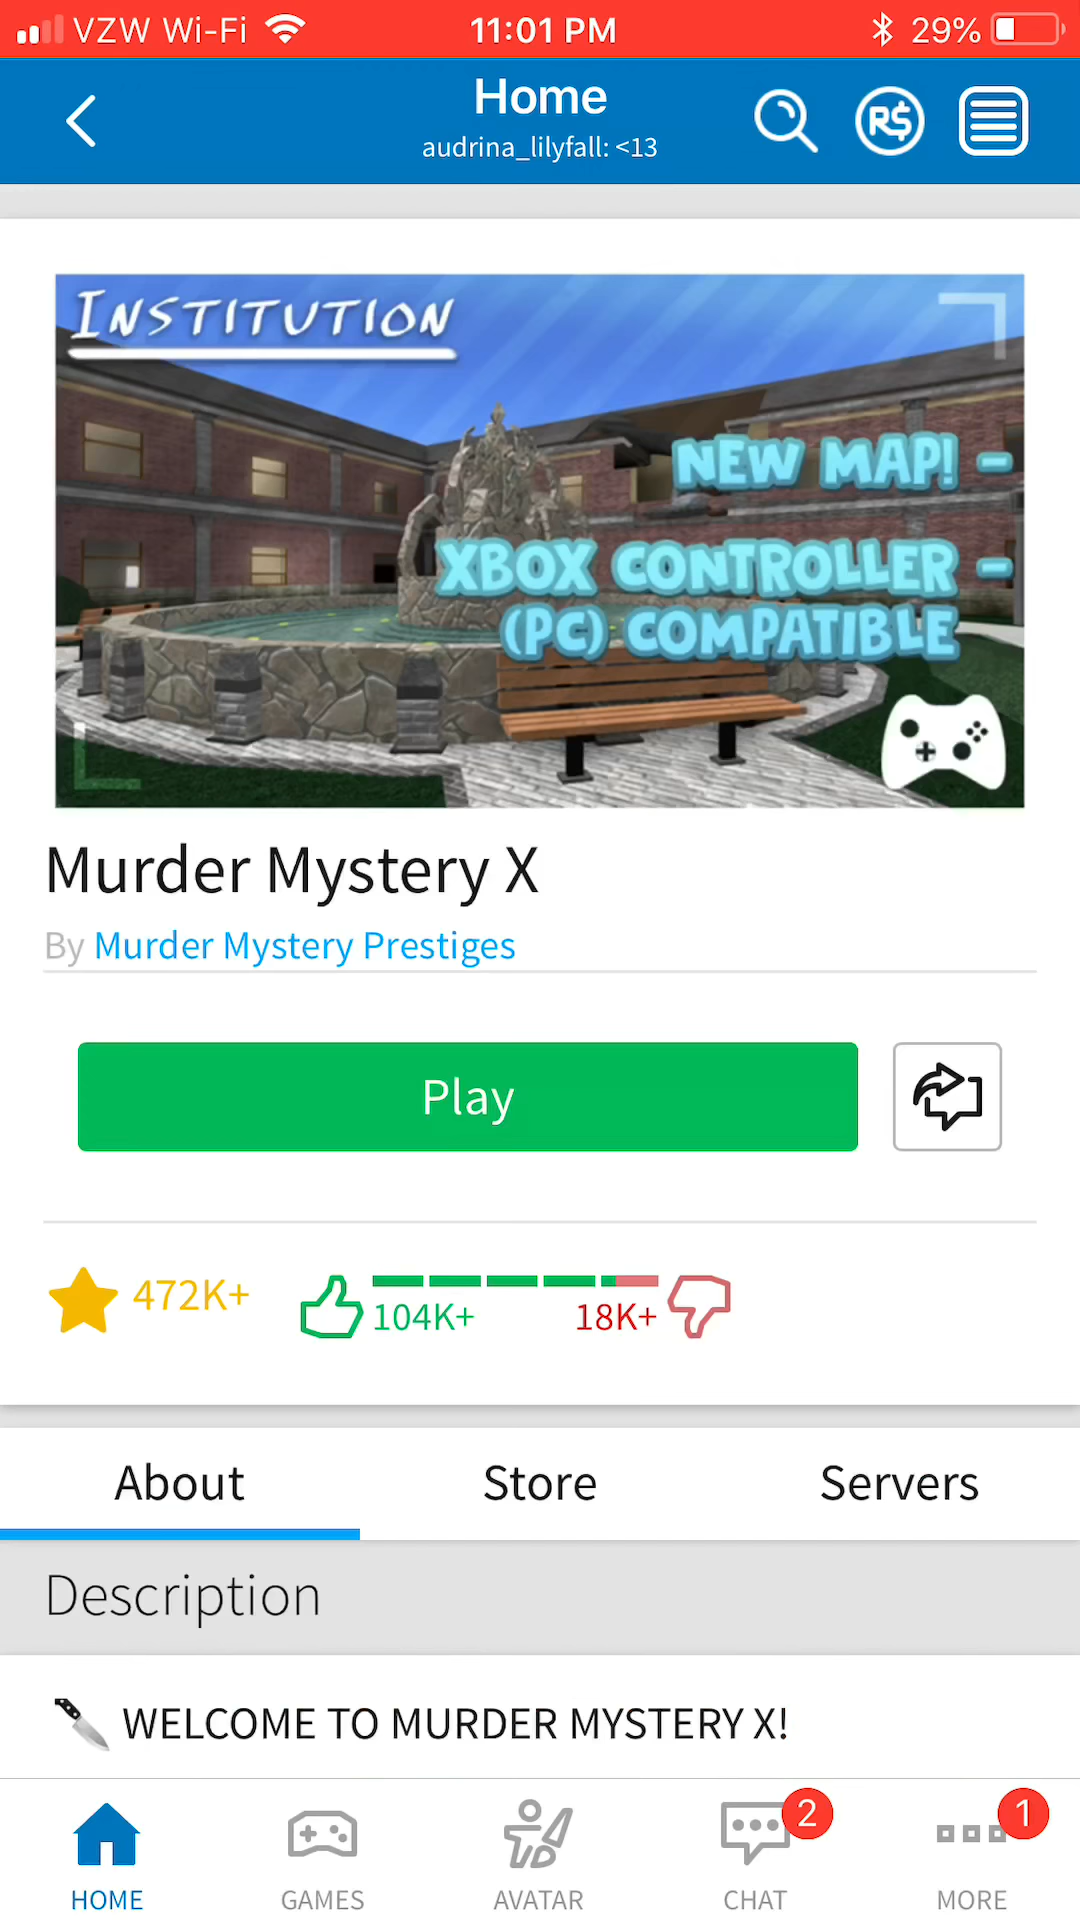 VZW Wi-Fi 11:01 PM 29%
Home
audrina_lilyfall: <13
R$
INSTITUTION
NEW MAP! -
XBOX CONTROLLER -
(PC) COMPATIBLE
Murder Mystery X
By Murder Mystery Prestiges
Play
472K+ 104K+ 18K+
About Store Servers
Description
🔪 WELCOME TO MURDER MYSTERY X!
2 1
HOME GAMES AVATAR CHAT MORE